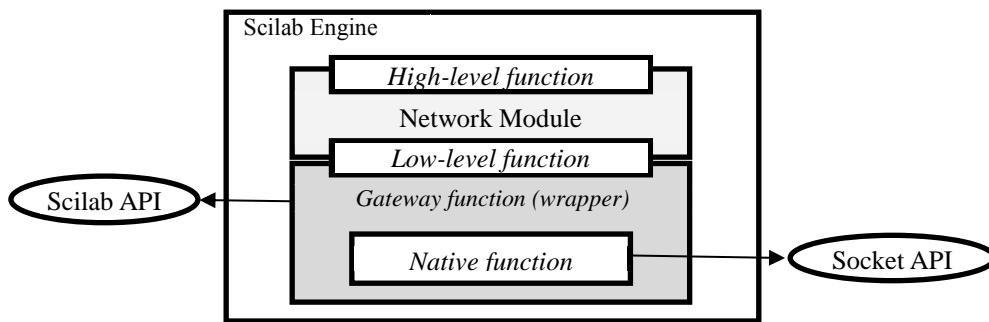 Scilab Engine
High-level function
Network Module
Low-level function
Scilab API
Gateway function (wrapper)
Native function
Socket API